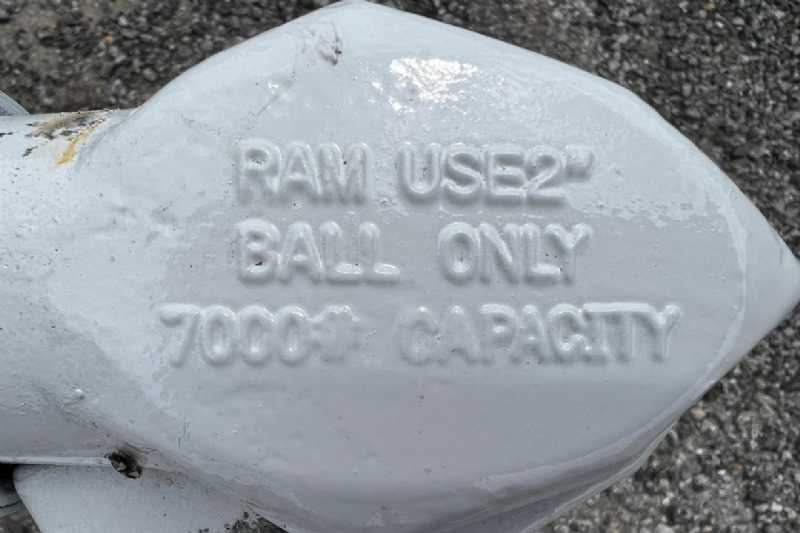 RAM USE 2"
BALL ONLY
7000# CAPACITY